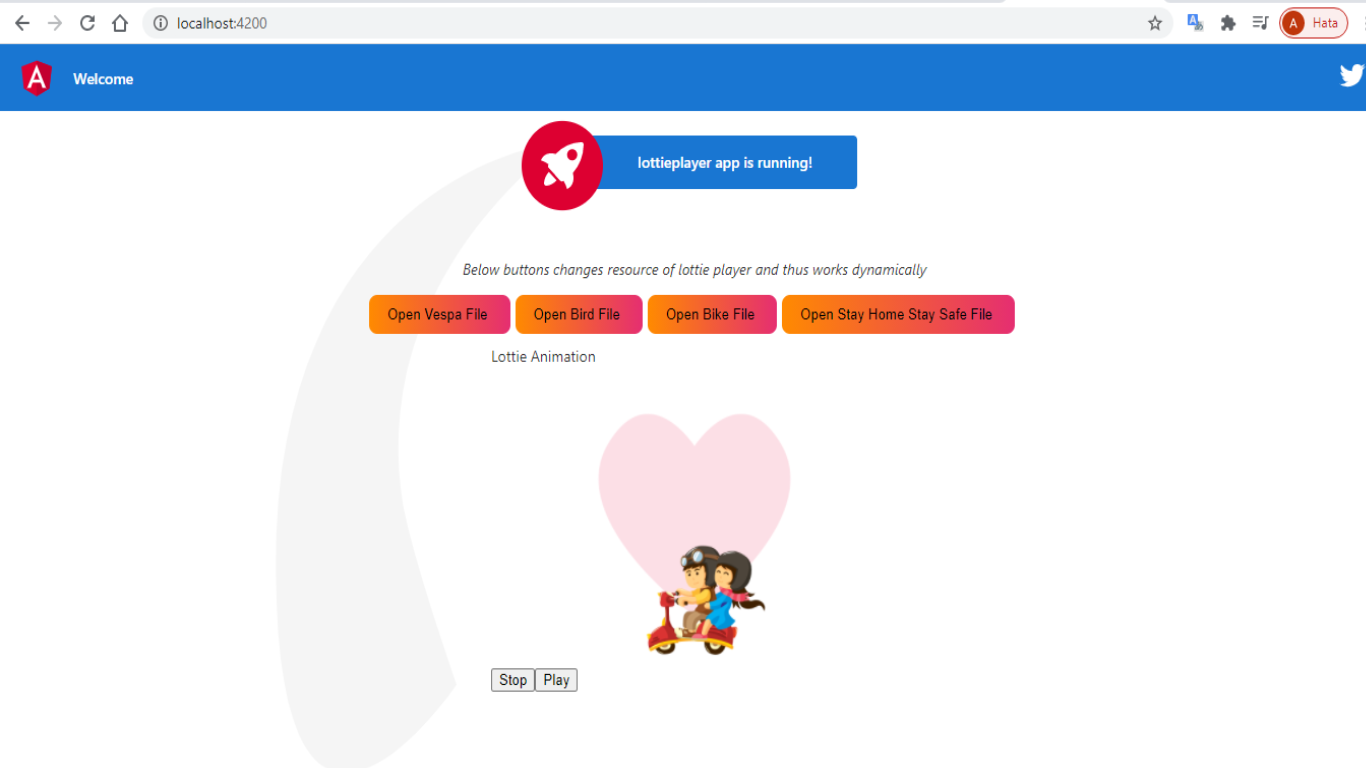 localhost:4200
A Hata
Welcome
lottieplayer app is running!
Below buttons changes resource of lottie player and thus works dynamically
Open Vespa File Open Bird File Open Bike File Open Stay Home Stay Safe File
Lottie Animation
Stop Play